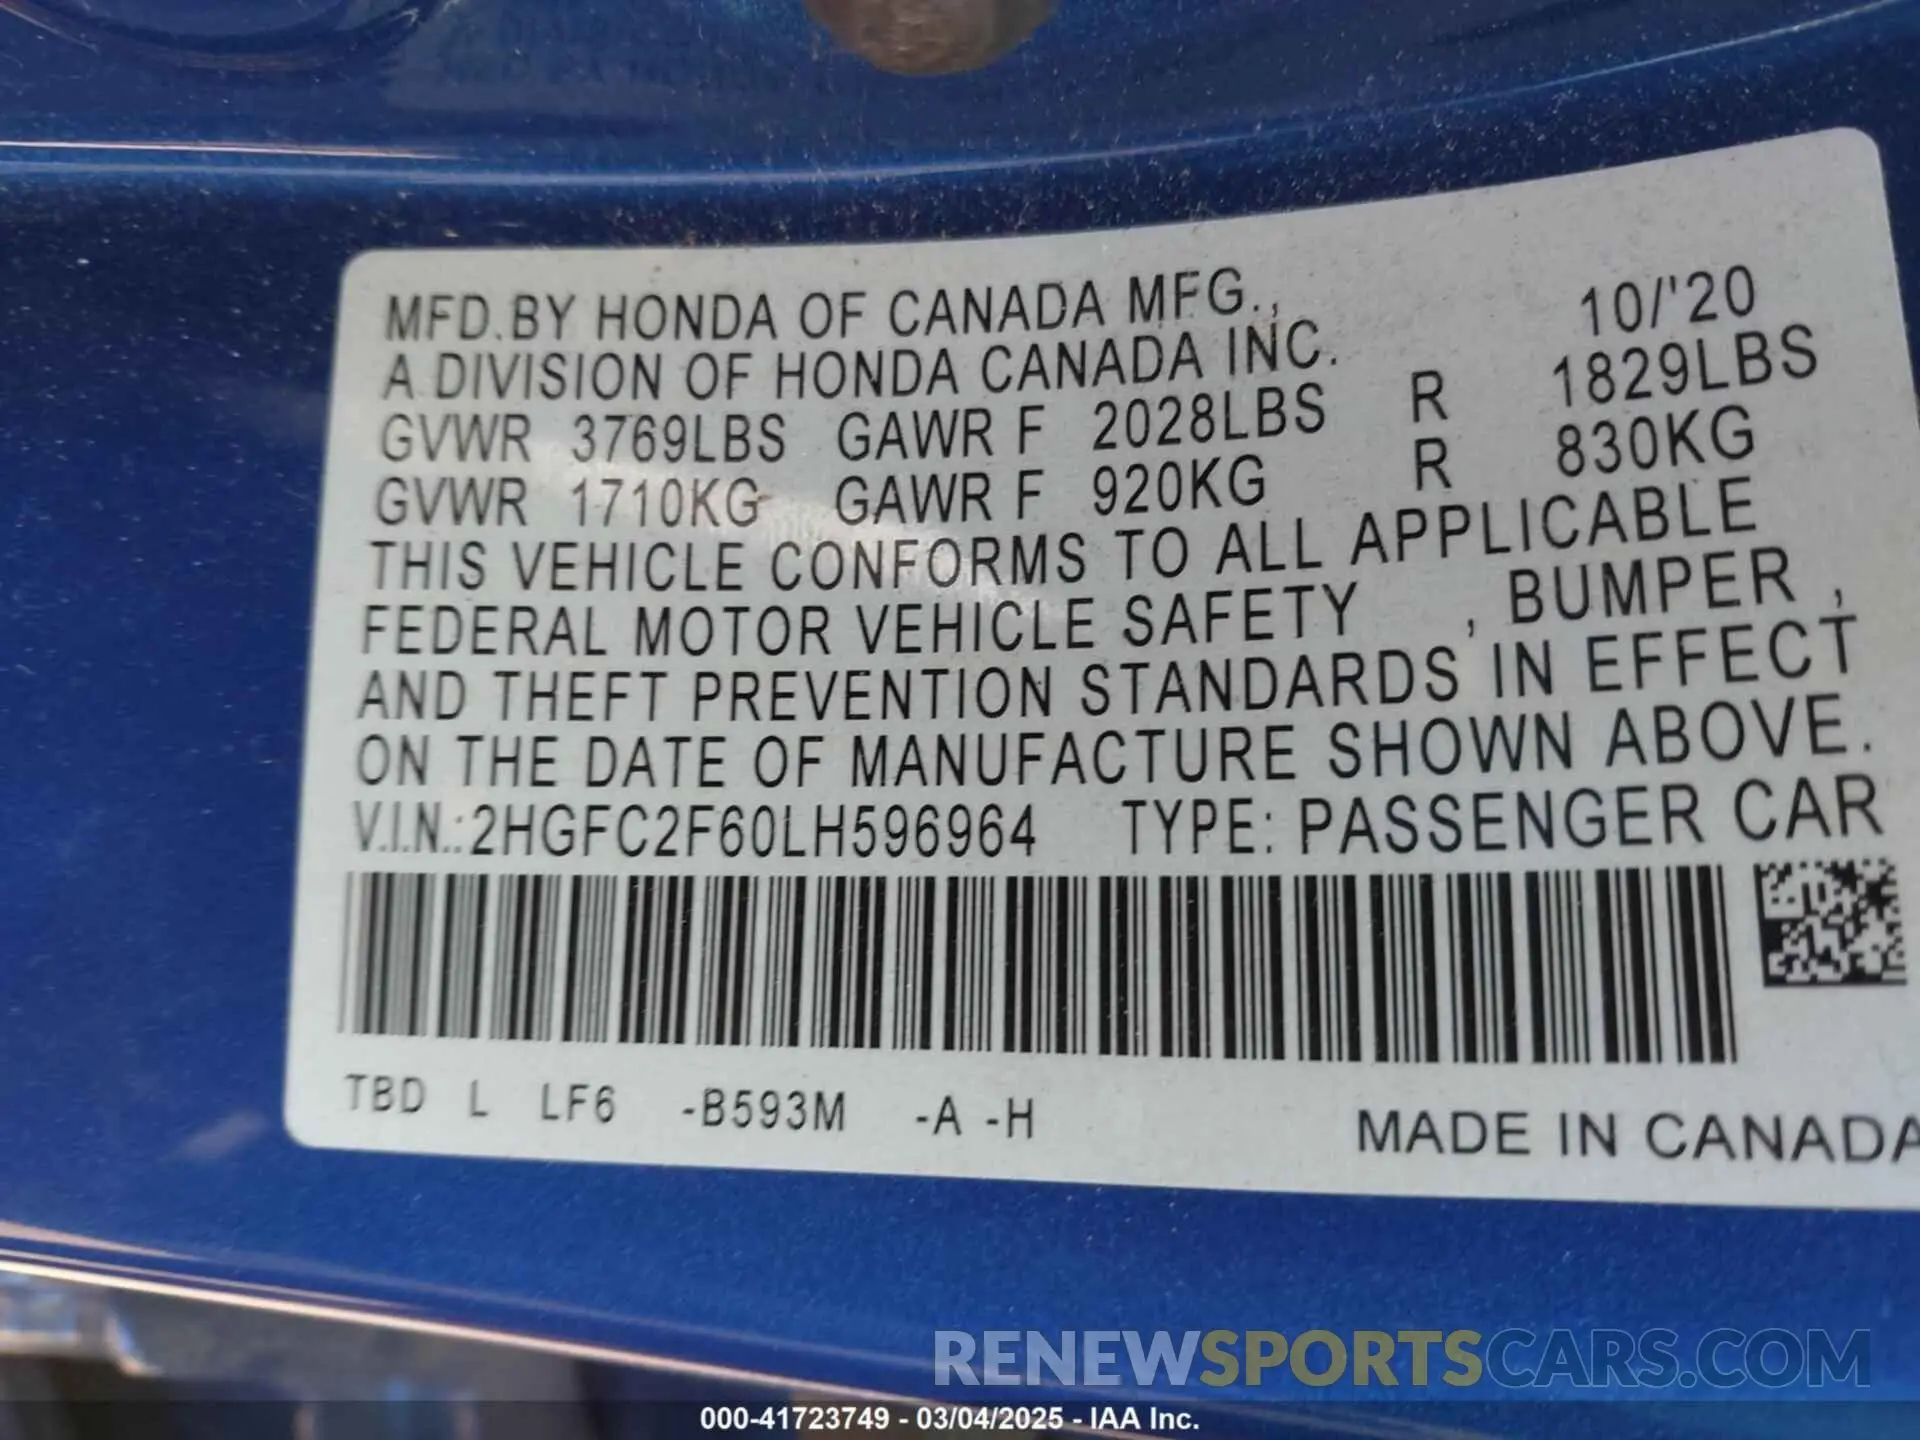 MFD.BY HONDA OF CANADA MFG., 10/'20
A DIVISION OF HONDA CANADA INC.
GVWR 3769LBS GAWR F 2028LBS R 1829LBS
GVWR 1710KG GAWR F 920KG R 830KG
THIS VEHICLE CONFORMS TO ALL APPLICABLE
FEDERAL MOTOR VEHICLE SAFETY , BUMPER ,
AND THEFT PREVENTION STANDARDS IN EFFECT
ON THE DATE OF MANUFACTURE SHOWN ABOVE.
V.I.N.:2HGFC2F60LH596964 TYPE: PASSENGER CAR
TBD L LF6 -B593M -A -H
MADE IN CANADA
RENEWSPORTSCARS.COM
000-41723749 - 03/04/2025 - IAA Inc.